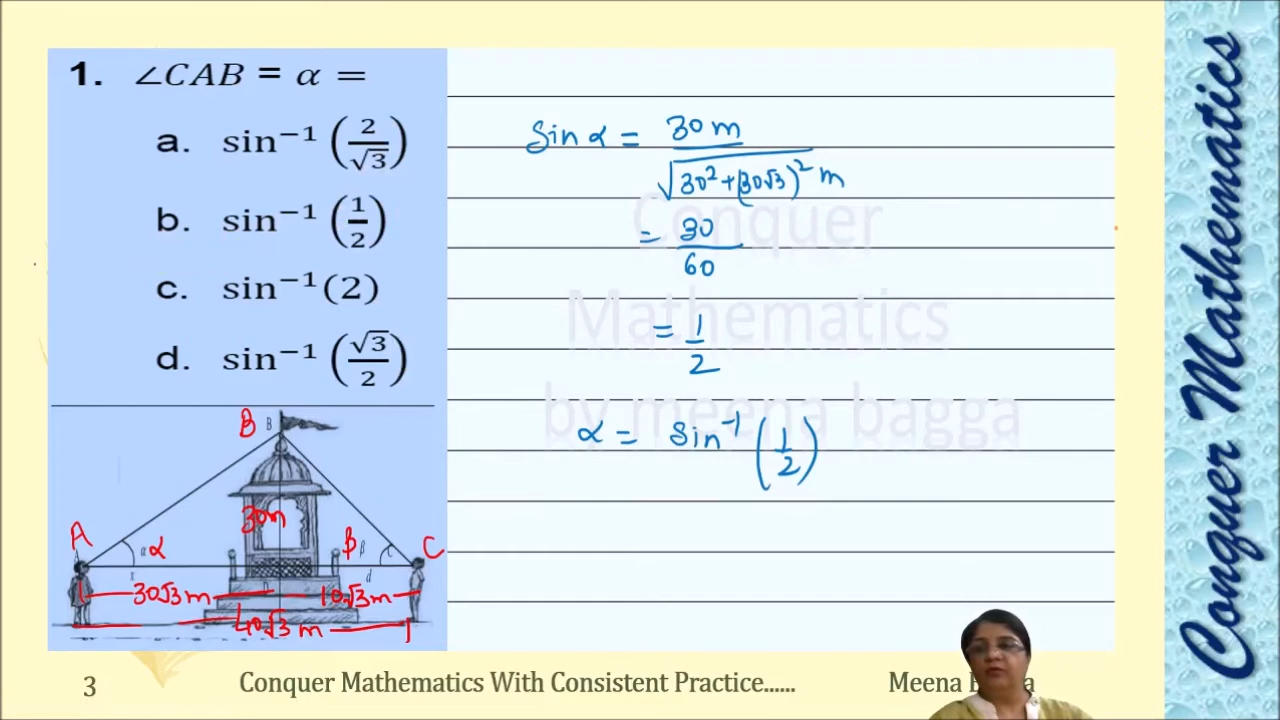 1. ∠CAB = α =
a. sin⁻¹ (2/√3)
b. sin⁻¹ (1/2)
c. sin⁻¹(2)
d. sin⁻¹ (√3/2)
B B
30m
A α α β β C
x d
30√3 m 10√3 m
40√3 m
Sin α = 30 m / √(30² + (30√3)²) m
= 30/60
= 1/2
α = Sin⁻¹ (1/2)
Conquer
Mathematics
by meena bagga
Conquer Mathematics
3 Conquer Mathematics With Consistent Practice...... Meena